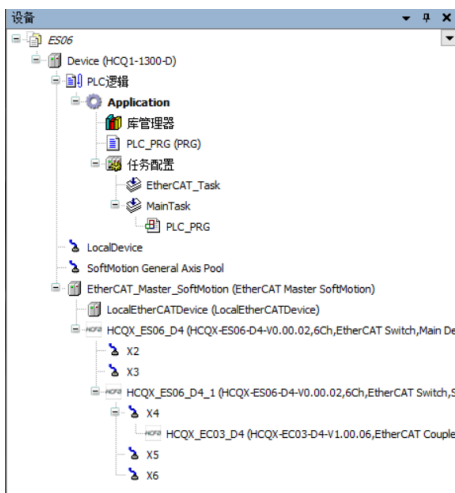 设备
ES06
Device (HCQ1-1300-D)
PLC逻辑
Application
库管理器
PLC_PRG (PRG)
任务配置
EtherCAT_Task
MainTask
PLC_PRG
LocalDevice
SoftMotion General Axis Pool
EtherCAT_Master_SoftMotion (EtherCAT Master SoftMotion)
LocalEtherCATDevice (LocalEtherCATDevice)
HCFA HCQX_ES06_D4 (HCQX-ES06-D4-V0.00.02,6Ch,EtherCAT Switch,Main De
X2
X3
HCFA HCQX_ES06_D4_1 (HCQX-ES06-D4-V0.00.02,6Ch,EtherCAT Switch,S
X4
HCFA HCQX_EC03_D4 (HCQX-EC03-D4-V1.00.06,EtherCAT Couple
X5
X6